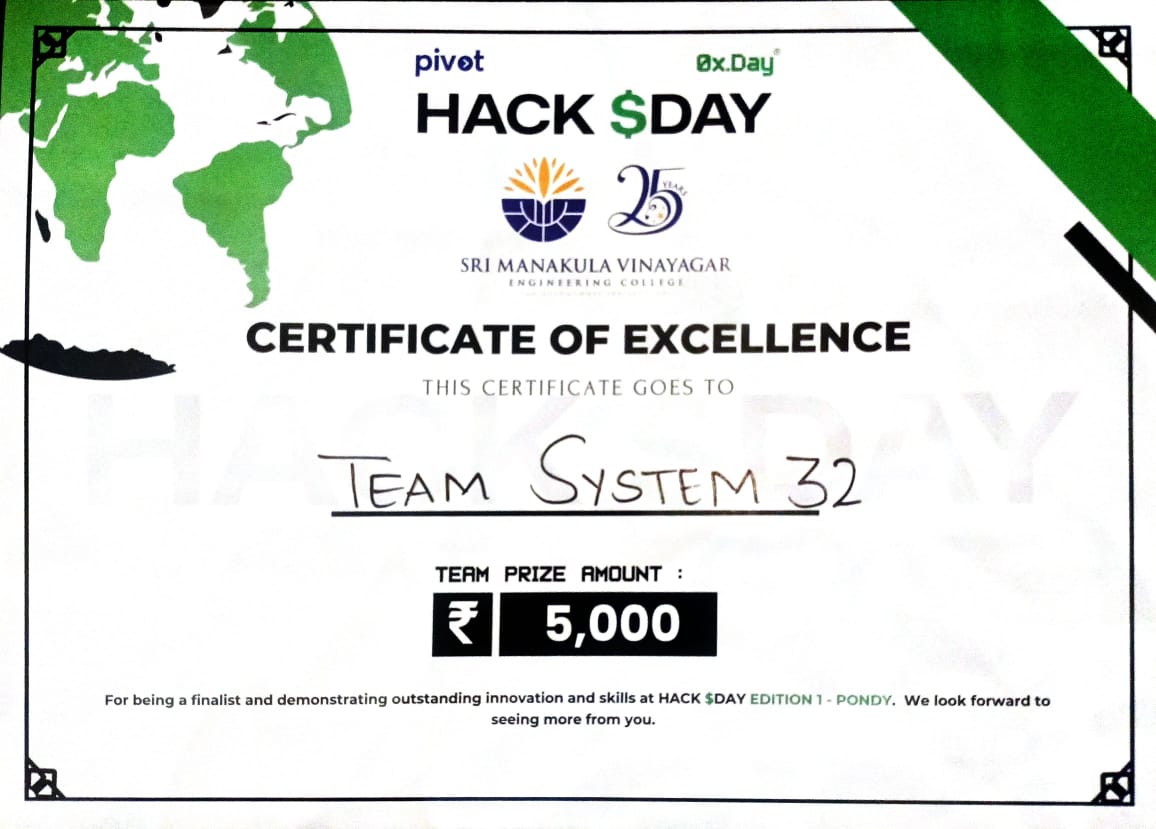 pivot 0x.Day®
HACK $DAY
25 YEARS
SRI MANAKULA VINAYAGAR
ENGINEERING COLLEGE
CERTIFICATE OF EXCELLENCE
THIS CERTIFICATE GOES TO
HACK $DAY
TEAM SYSTEM 32
TEAM PRIZE AMOUNT :
₹ 5,000
For being a finalist and demonstrating outstanding innovation and skills at HACK $DAY EDITION 1 - PONDY. We look forward to
seeing more from you.